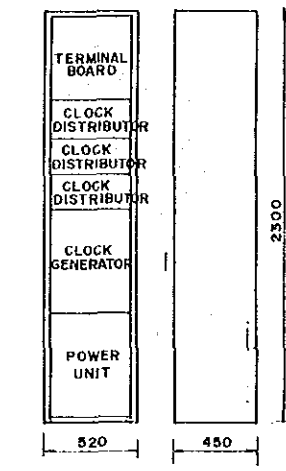 TERMINAL
BOARD
CLOCK
DISTRIBUTOR
CLOCK
DISTRIBUTOR
CLOCK
DISTRIBUTOR
CLOCK
GENERATOR
POWER
UNIT
2300
520
450